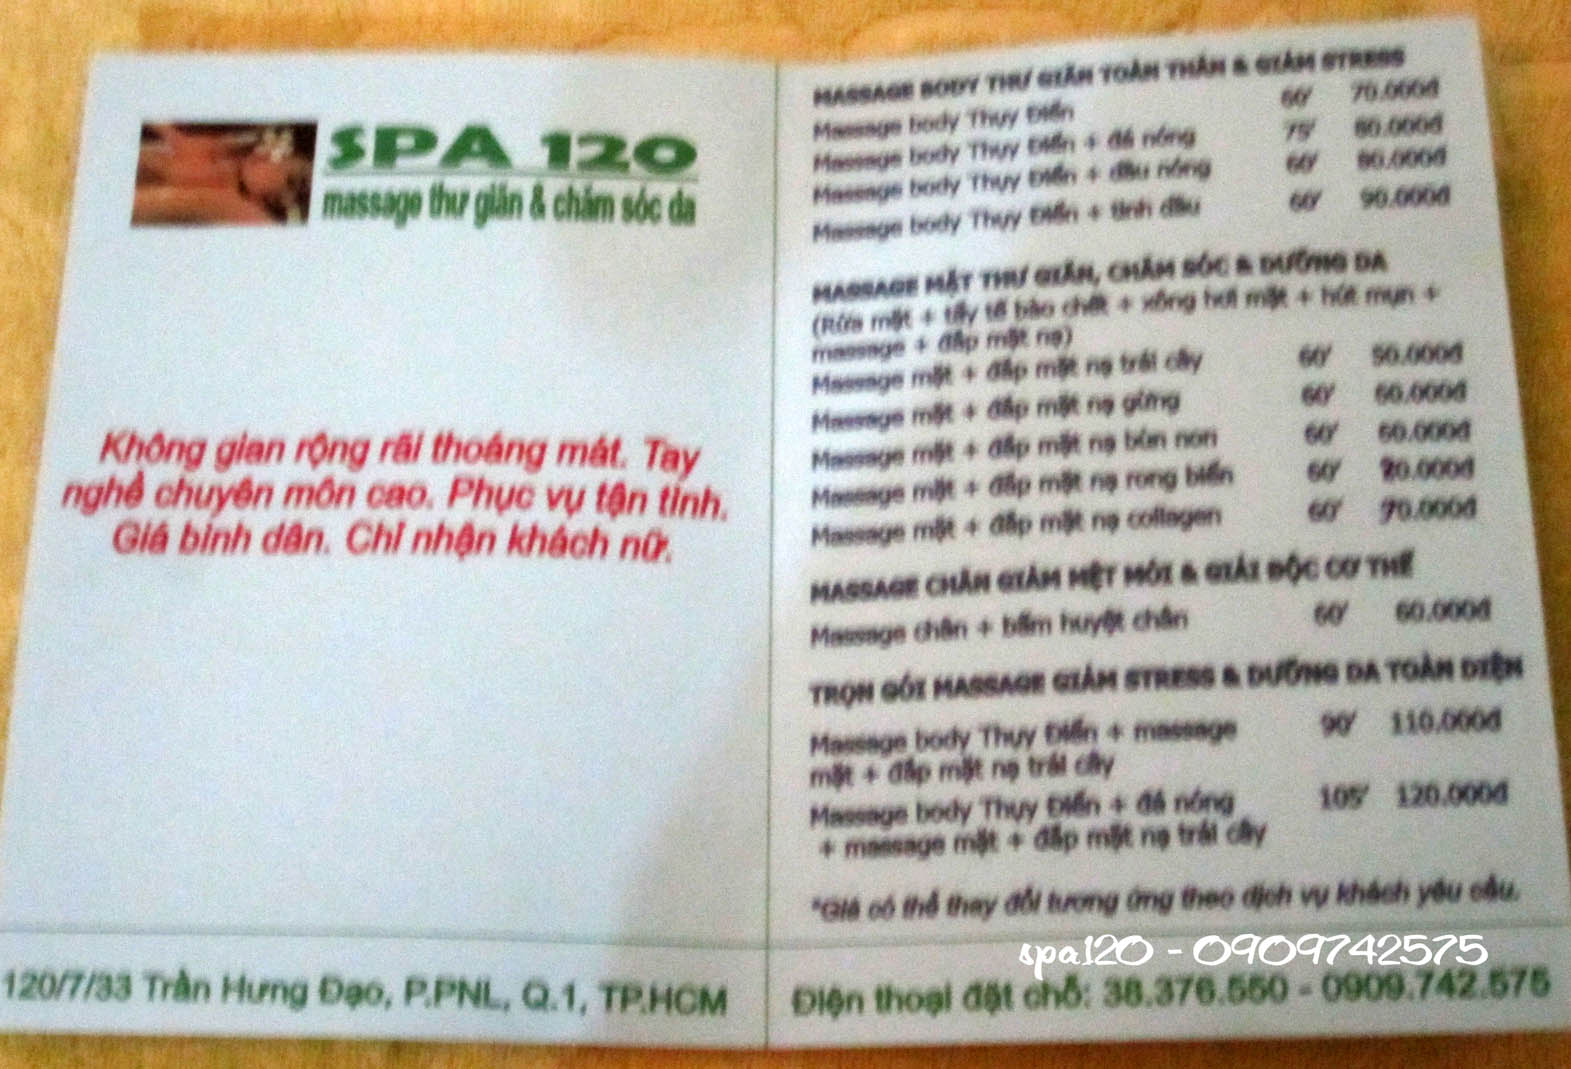 SPA 120
massage thư giãn & chăm sóc da
Không gian rộng rãi thoáng mát. Tay
nghề chuyên môn cao. Phục vụ tận tình.
Giá bình dân. Chỉ nhận khách nữ.
120/7/33 Trần Hưng Đạo, P.PNL, Q.1, TP.HCM
MASSAGE BODY THƯ GIÃN TOÀN THÂN & GIẢM STRESS
Massage body Thụy Điển 60' 70.000đ
Massage body Thụy Điển + đá nóng 75' 80.000đ
Massage body Thụy Điển + dầu nóng 60' 80.000đ
Massage body Thụy Điển + tinh dầu 60' 90.000đ
MASSAGE MẶT THƯ GIÃN, CHĂM SÓC & DƯỠNG DA
(Rửa mặt + tẩy tế bào chết + xông hơi mặt + hút mụn +
massage + đắp mặt nạ)
Massage mặt + đắp mặt nạ trái cây 60' 50.000đ
Massage mặt + đắp mặt nạ gừng 60' 60.000đ
Massage mặt + đắp mặt nạ bùn non 60' 60.000đ
Massage mặt + đắp mặt nạ rong biển 60'
Massage mặt + đắp mặt nạ collagen 60' 70.000đ
MASSAGE CHÂN GIẢM MỆT MỎI & GIẢI ĐỘC CƠ THỂ
Massage chân + bấm huyệt chân 60' 60.000đ
TRỌN GÓI MASSAGE GIẢM STRESS & DƯỠNG DA TOÀN DIỆN
Massage body Thụy Điển + massage 90' 110.000đ
mặt + đắp mặt nạ trái cây
Massage body Thụy Điển + đá nóng 105' 120.000đ
+ massage mặt + đắp mặt nạ trái cây
*Giá có thể thay đổi tương ứng theo dịch vụ khách yêu cầu.
spa120 - 0909742575
Điện thoại đặt chỗ: 38.376.550 - 0909.742.575